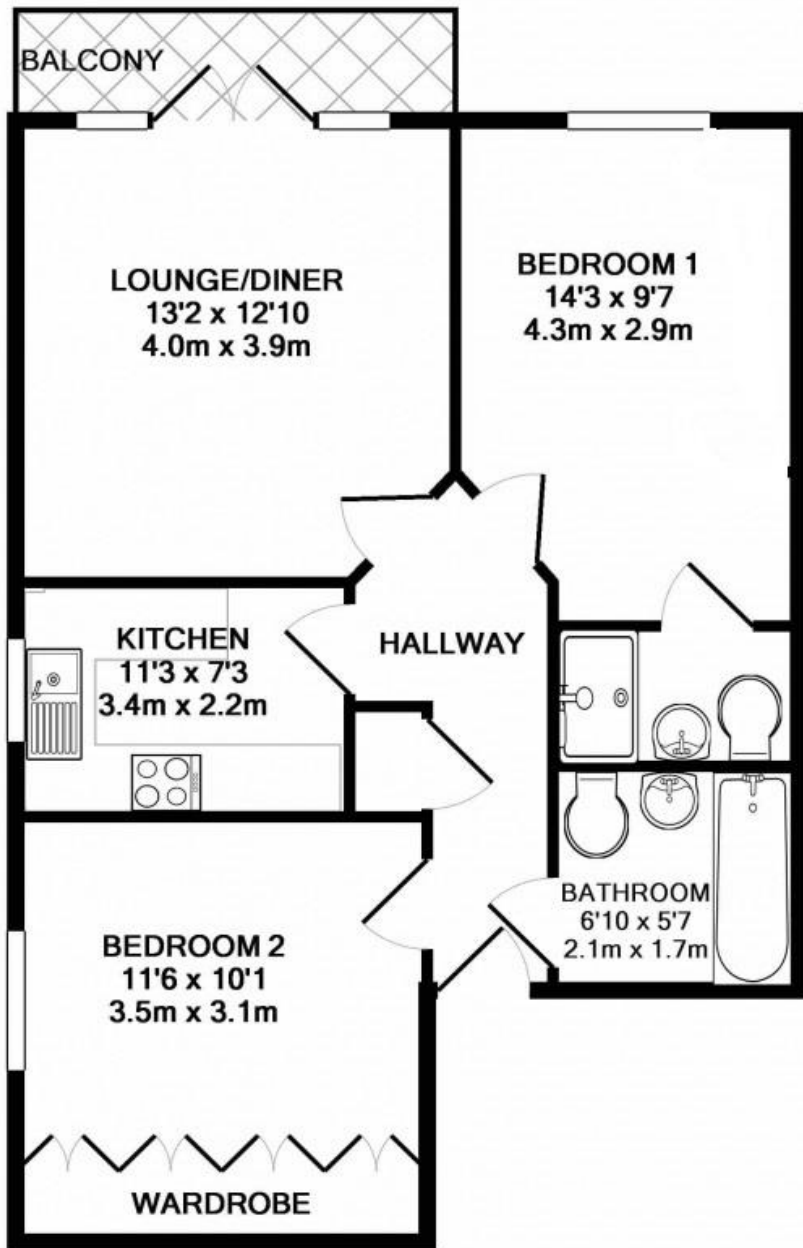 BALCONY
LOUNGE/DINER
13'2 x 12'10
4.0m x 3.9m
BEDROOM 1
14'3 x 9'7
4.3m x 2.9m
KITCHEN
11'3 x 7'3
3.4m x 2.2m
HALLWAY
BATHROOM
6'10 x 5'7
2.1m x 1.7m
BEDROOM 2
11'6 x 10'1
3.5m x 3.1m
WARDROBE